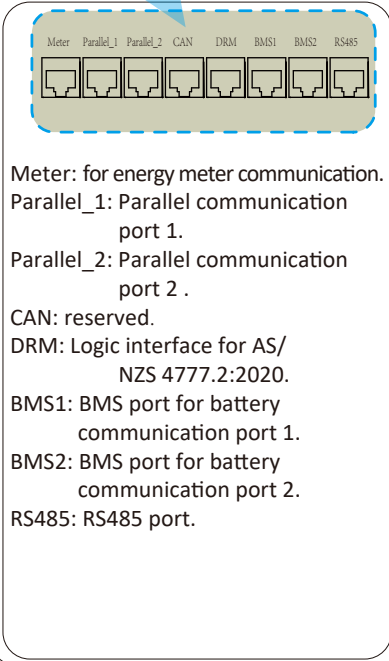 Meter Parallel_1 Parallel_2 CAN DRM BMS1 BMS2 RS485
Meter: for energy meter communication.
Parallel_1: Parallel communication
port 1.
Parallel_2: Parallel communication
port 2 .
CAN: reserved.
DRM: Logic interface for AS/
NZS 4777.2:2020.
BMS1: BMS port for battery
communication port 1.
BMS2: BMS port for battery
communication port 2.
RS485: RS485 port.